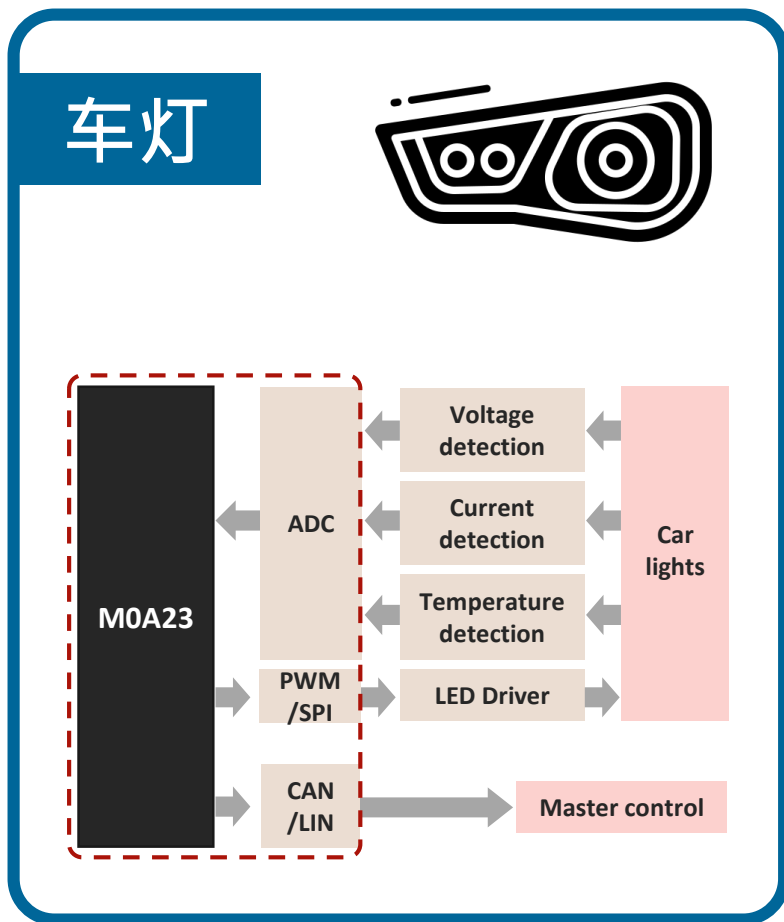 车灯
Voltage
detection
ADC
Current
detection
Car
lights
M0A23
Temperature
detection
PWM
/SPI
LED Driver
CAN
/LIN
Master control